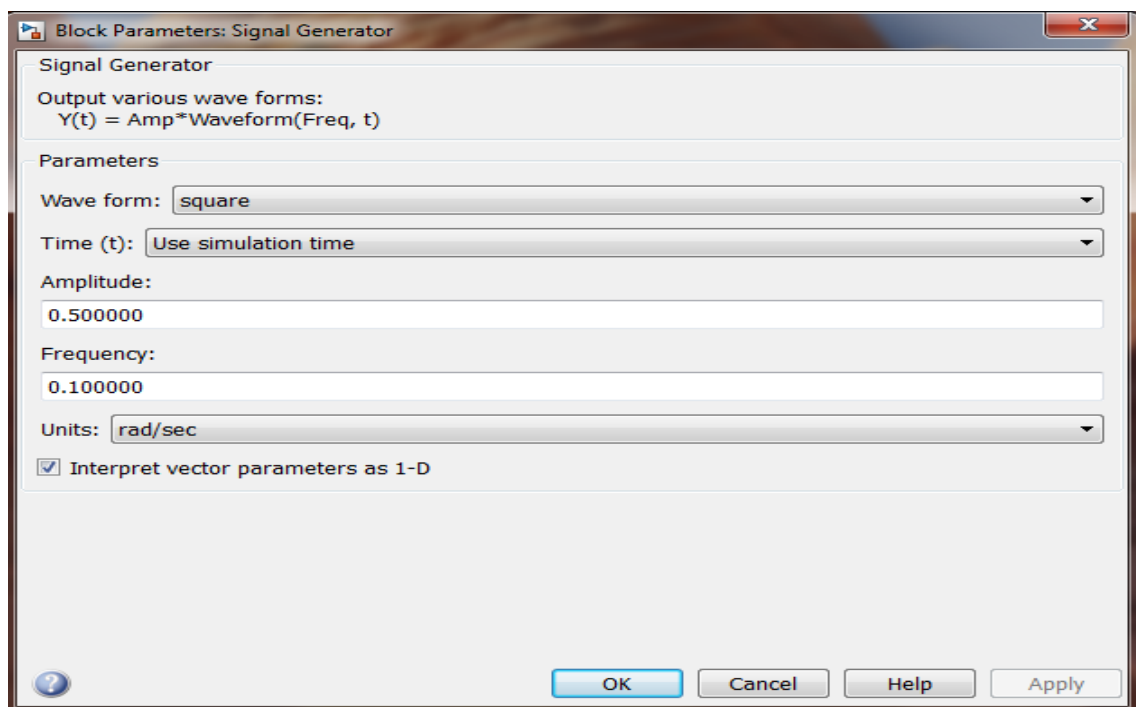 Block Parameters: Signal Generator
Signal Generator
Output various wave forms:
Y(t) = Amp*Waveform(Freq, t)
Parameters
Wave form: square
Time (t): Use simulation time
Amplitude:
0.500000
Frequency:
0.100000
Units: rad/sec
Interpret vector parameters as 1-D
OK Cancel Help Apply